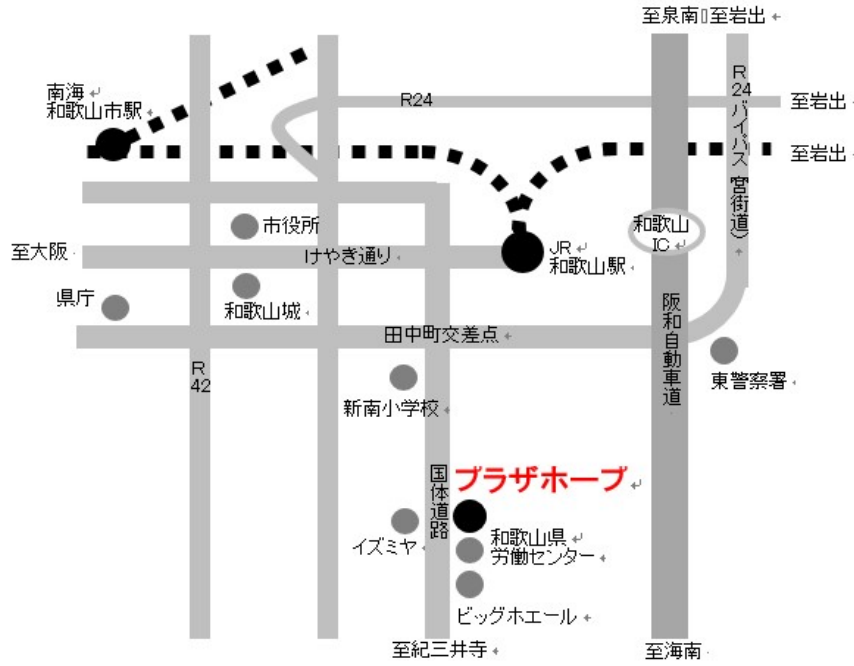 至泉南 至岩出
南海
和歌山市駅
R24
至岩出
R24バイパス(宮街道)
至岩出
市役所
和歌山
IC
至大阪
けやき通り
JR
和歌山駅
県庁
和歌山城
阪和自動車道
田中町交差点
R
42
東警察署
新南小学校
国体道路
プラザホープ
イズミヤ
和歌山県
労働センター
ビッグホエール
至紀三井寺
至海南